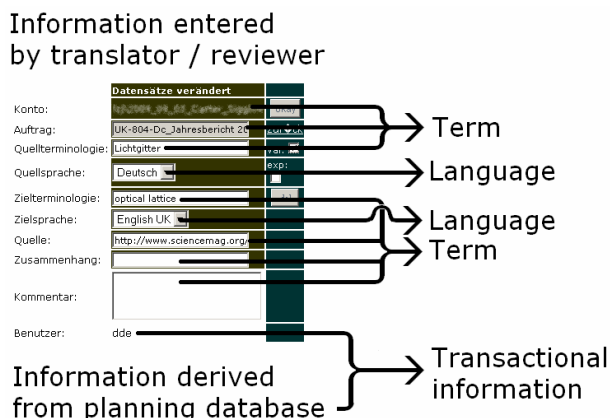 Information entered
by translator / reviewer
Datensätze verändert
Konto:
Auftrag: UK-804-Dc_Jahresbericht 20
Quellterminologie: Lichtgitter
Term
exp:
Quellsprache: Deutsch
Language
Zielterminologie: optical lattice
Zielsprache: English UK
Language
Quelle: http://www.sciencemag.org/
Term
Zusammenhang:
Kommentar:
Benutzer: dde
Transactional
information
Information derived
from planning database